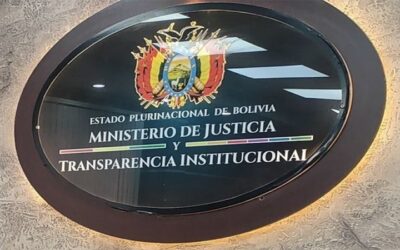 ESTADO PLURINACIONAL DE BOLIVIA
MINISTERIO DE JUSTICIA
Y
TRANSPARENCIA INSTITUCIONAL